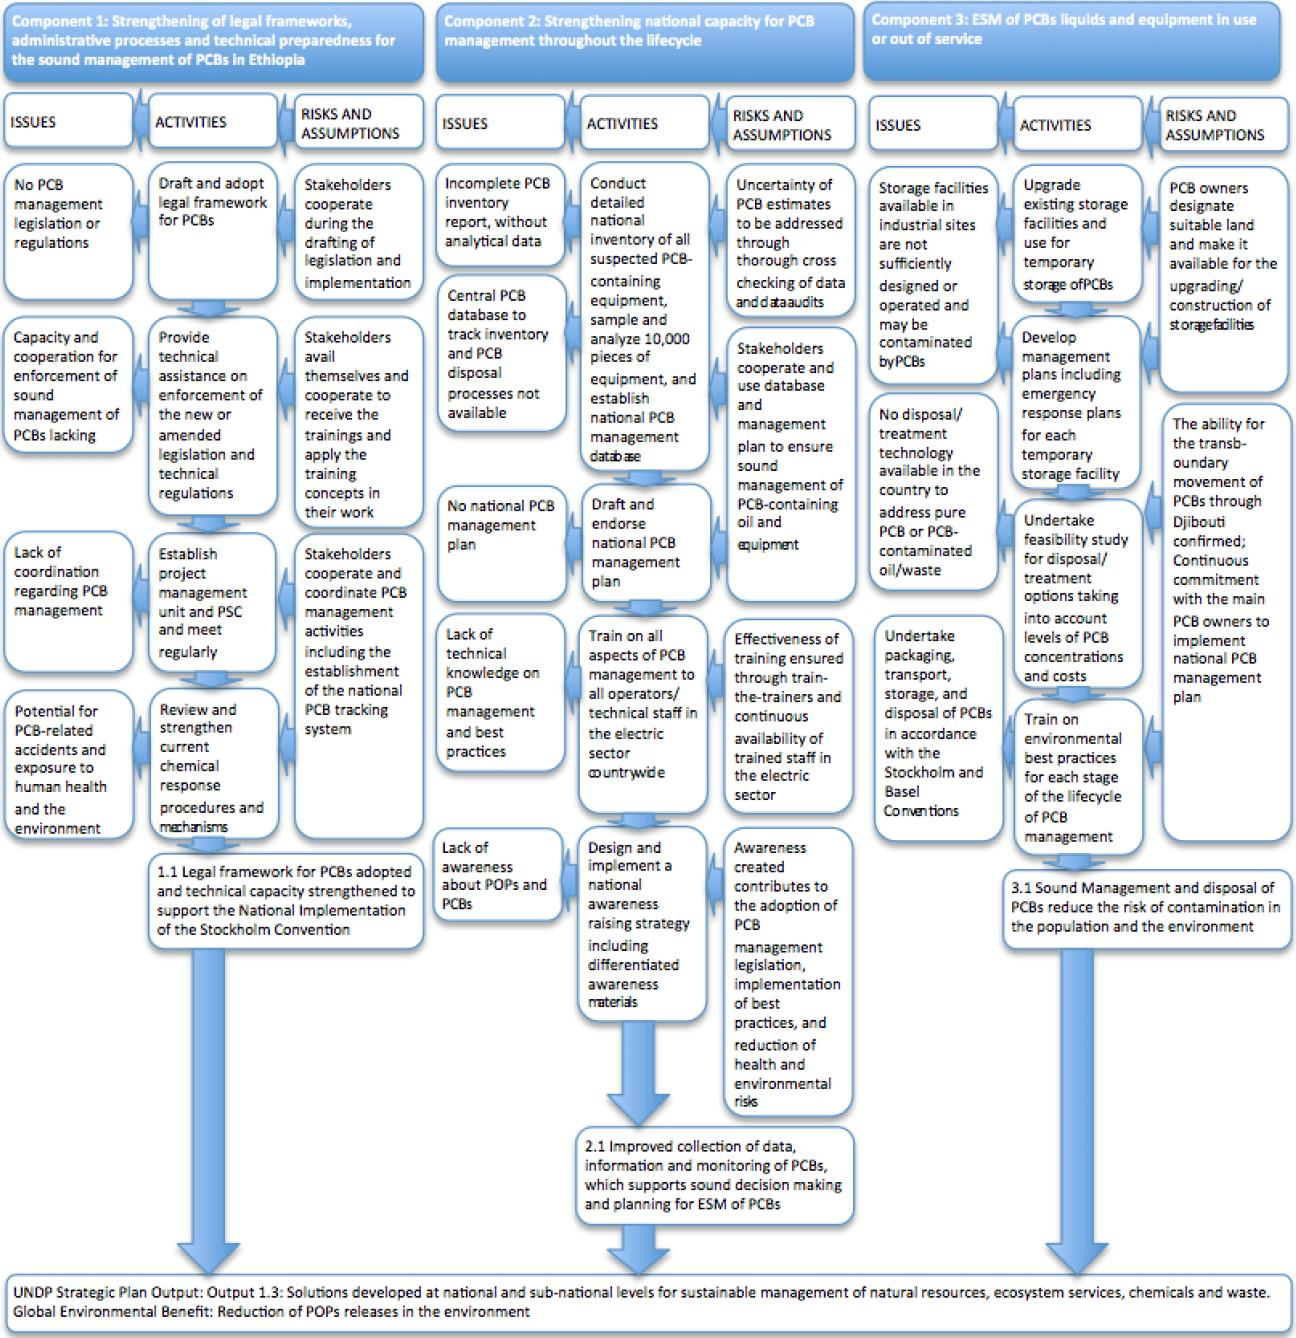 Component 1: Strengthening of legal frameworks,
administrative processes and technical preparedness for
the sound management of PCBs in Ethiopia
ISSUES
ACTIVITIES
RISKS AND
ASSUMPTIONS
No PCB
management
legislation or
regulations
Draft and adopt
legal framework
for PCBs
Stakeholders
cooperate
during the
drafting of
legislation and
implementation
Capacity and
cooperation for
enforcement of
sound
management of
PCBs lacking
Provide
technical
assistance on
enforcement of
the new or
amended
legislation and
technical
regulations
Stakeholders
avail
themselves and
cooperate to
receive the
trainings and
apply the
training
concepts in
their work
Lack of
coordination
regarding PCB
management
Establish
project
management
unit and PSC
and meet
regularly
Stakeholders
cooperate and
coordinate PCB
management
activities
including the
establishment
of the national
PCB tracking
system
Potential for
PCB-related
accidents and
exposure to
human health
and the
environment
Review and
strengthen
current
chemical
response
procedures and
mechanisms
1.1 Legal framework for PCBs adopted
and technical capacity strengthened to
support the National Implementation
of the Stockholm Convention
Component 2: Strengthening national capacity for PCB
management throughout the lifecycle
ISSUES
ACTIVITIES
RISKS AND
ASSUMPTIONS
Incomplete PCB
inventory
report, without
analytical data
Central PCB
database to
track inventory
and PCB
disposal
processes not
available
Conduct
detailed
national
inventory of all
suspected PCB-
containing
equipment,
sample and
analyze 10,000
pieces of
equipment, and
establish
national PCB
management
database
Uncertainty of
PCB estimates
to be addressed
through
thorough cross
checking of data
and data audits
Stakeholders
cooperate and
use database
and
management
plan to ensure
sound
management of
PCB-containing
oil and
equipment
No national PCB
management
plan
Draft and
endorse
national PCB
management
plan
Lack of
technical
knowledge on
PCB
management
and best
practices
Train on all
aspects of PCB
management to
all operators/
technical staff in
the electric
sector
countrywide
Effectiveness of
training ensured
through train-
the-trainers and
continuous
availability of
trained staff in
the electric
sector
Lack of
awareness
about POPs and
PCBs
Design and
implement a
national
awareness
raising strategy
including
differentiated
awareness
materials
Awareness
created
contributes to
the adoption of
PCB
management
legislation,
implementation
of best
practices, and
reduction of
health and
environmental
risks
2.1 Improved collection of data,
information and monitoring of PCBs,
which supports sound decision making
and planning for ESM of PCBs
Component 3: ESM of PCBs liquids and equipment in use
or out of service
ISSUES
ACTIVITIES
RISKS AND
ASSUMPTIONS
Storage facilities
available in
industrial sites
are not
sufficiently
designed or
operated and
may be
contaminated
by PCBs
Upgrade
existing storage
facilities and
use for
temporary
storage of PCBs
PCB owners
designate
suitable land
and make it
available for the
upgrading/
construction of
storage facilities
Develop
management
plans including
emergency
response plans
for each
temporary
storage facility
No disposal/
treatment
technology
available in the
country to
address pure
PCB or PCB-
contaminated
oil/waste
Undertake
feasibility study
for disposal/
treatment
options taking
into account
levels of PCB
concentrations
and costs
The ability for
the transb-
oundary
movement of
PCBs through
Djibouti
confirmed;
Continuous
commitment
with the main
PCB owners to
implement
national PCB
management
plan
Undertake
packaging,
transport,
storage, and
disposal of PCBs
in accordance
with the
Stockholm and
Basel
Conventions
Train on
environmental
best practices
for each stage
of the lifecycle
of PCB
management
3.1 Sound Management and disposal of
PCBs reduce the risk of contamination in
the population and the environment
UNDP Strategic Plan Output: Output 1.3: Solutions developed at national and sub-national levels for sustainable management of natural resources, ecosystem services, chemicals and waste.
Global Environmental Benefit: Reduction of POPs releases in the environment